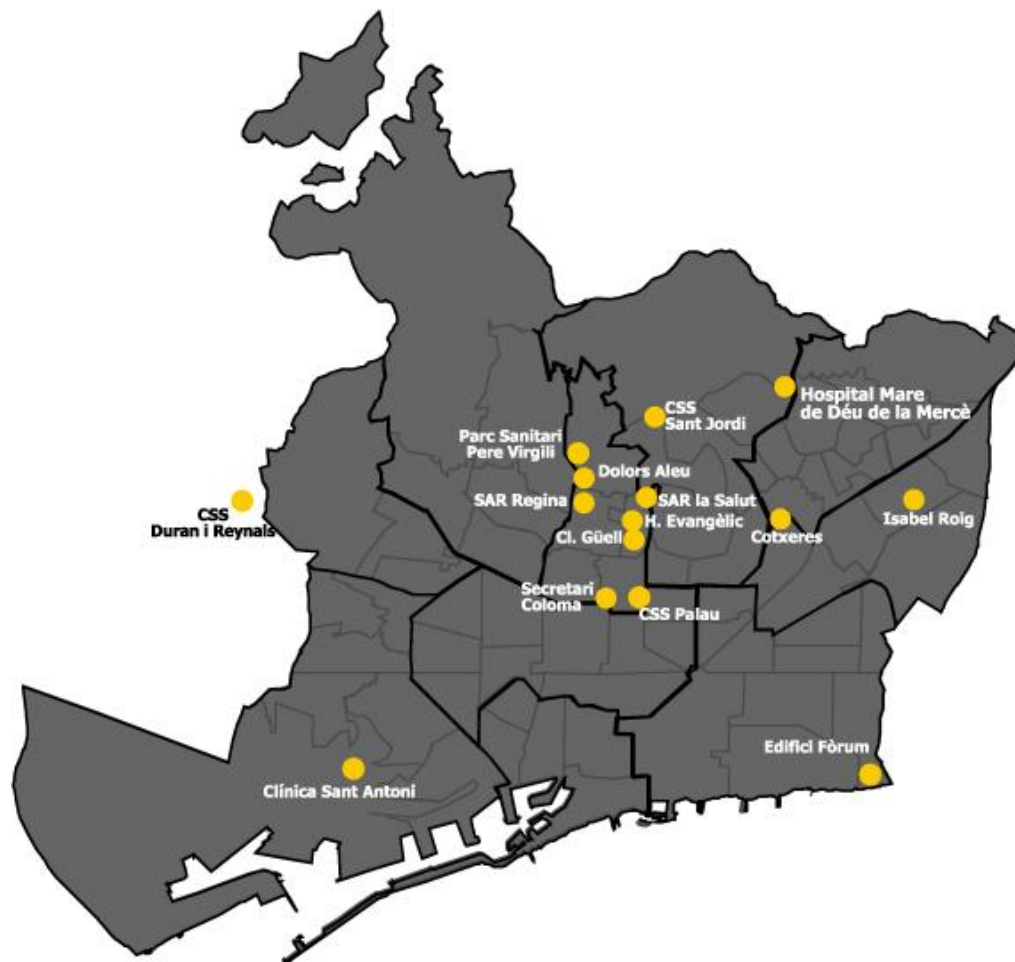 Hospital Mare
de Déu de la Mercè
CSS
Sant Jordi
Parc Sanitari
Pere Virgili
Dolors Aleu
SAR Regina
SAR la Salut
H. Evangèlic
Cl. Güell
Cotxeres
Isabel Roig
CSS
Duran i Reynals
Secretari
Coloma
CSS Palau
Edifici Fòrum
Clínica Sant Antoni